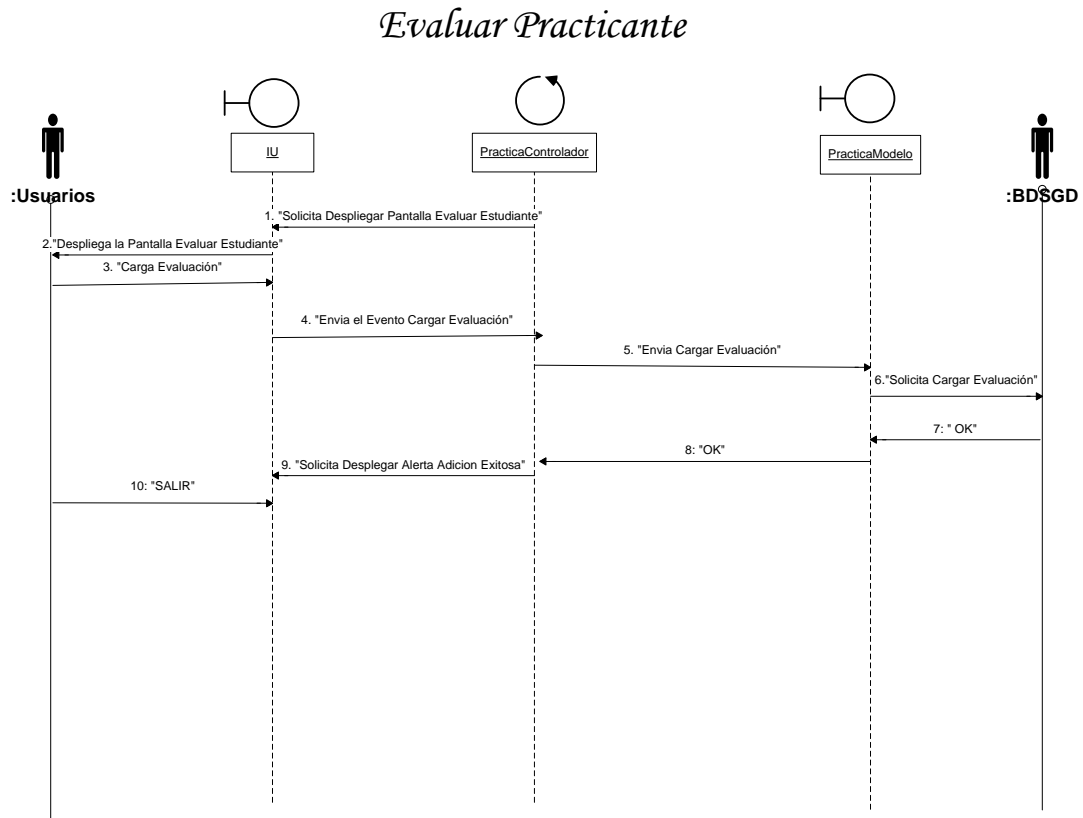 Evaluar Practicante
IU
PracticaControlador
PracticaModelo
:Usuarios
:BDSGD
1. "Solicita Despliegar Pantalla Evaluar Estudiante"
2."Despliega la Pantalla Evaluar Estudiante"
3. "Carga Evaluación"
4. "Envia el Evento Cargar Evaluación"
5. "Envia Cargar Evaluación"
6."Solicita Cargar Evaluación"
7: " OK"
8: "OK"
9. "Solicita Desplegar Alerta Adicion Exitosa"
10: "SALIR"